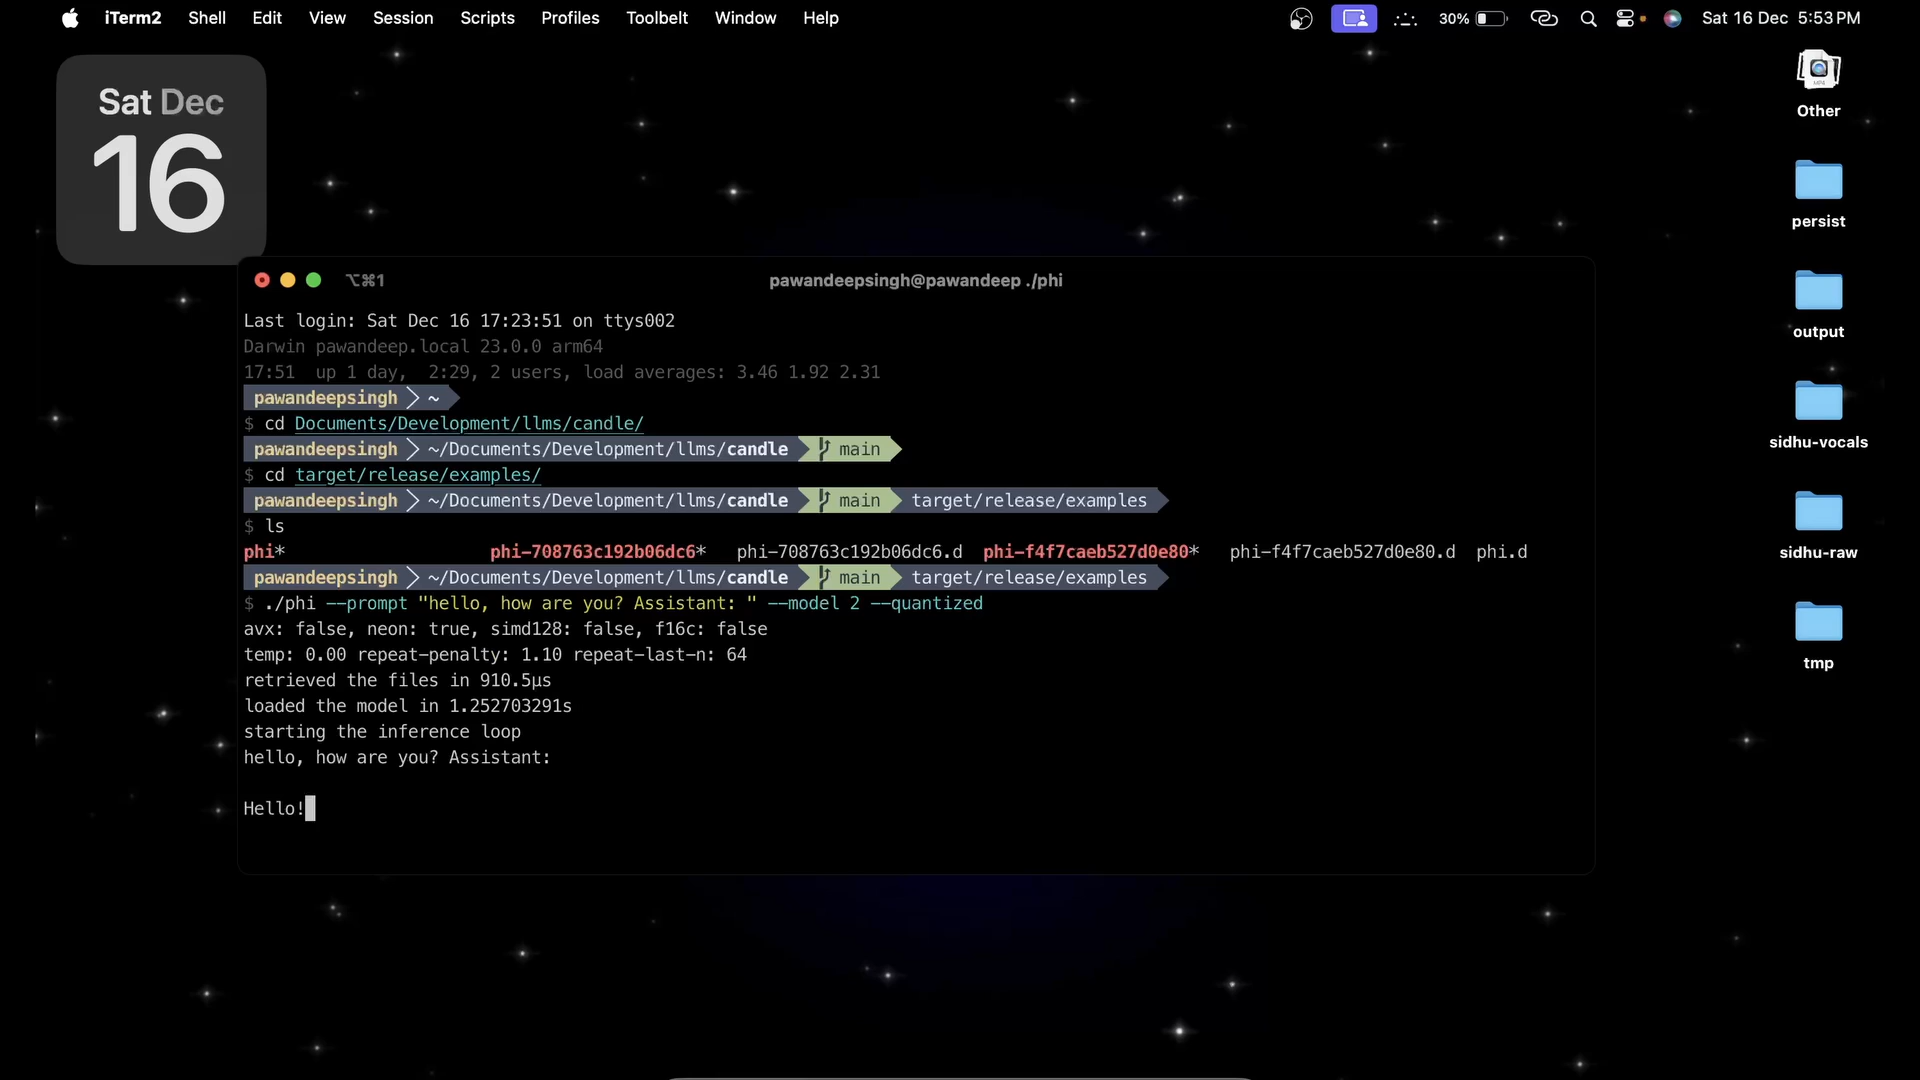 iTerm2 Shell Edit View Session Scripts Profiles Toolbelt Window Help 30% Sat 16 Dec 5:53 PM
Sat Dec
16
Other
persist
output
sidhu-vocals
sidhu-raw
tmp
⌥⌘1 pawandeepsingh@pawandeep ./phi
Last login: Sat Dec 16 17:23:51 on ttys002
Darwin pawandeep.local 23.0.0 arm64
17:51  up 1 day,  2:29, 2 users, load averages: 3.46 1.92 2.31
pawandeepsingh ~
$ cd Documents/Development/llms/candle/
pawandeepsingh ~/Documents/Development/llms/candle main
$ cd target/release/examples/
pawandeepsingh ~/Documents/Development/llms/candle main target/release/examples
$ ls
phi* phi-708763c192b06dc6* phi-708763c192b06dc6.d phi-f4f7caeb527d0e80* phi-f4f7caeb527d0e80.d phi.d
pawandeepsingh ~/Documents/Development/llms/candle main target/release/examples
$ ./phi --prompt "hello, how are you? Assistant: " --model 2 --quantized
avx: false, neon: true, simd128: false, f16c: false
temp: 0.00 repeat-penalty: 1.10 repeat-last-n: 64
retrieved the files in 910.5µs
loaded the model in 1.252703291s
starting the inference loop
hello, how are you? Assistant:
Hello!